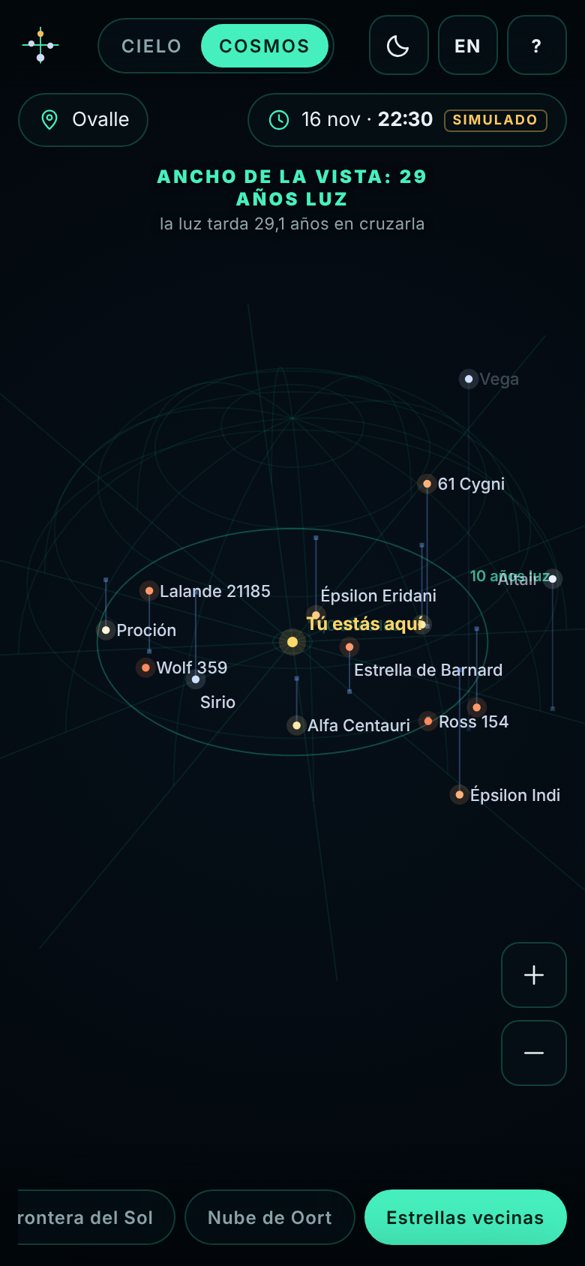 CIELO
COSMOS
EN
?
Ovalle
16 nov · 22:30
SIMULADO
ANCHO DE LA VISTA: 29
AÑOS LUZ
la luz tarda 29,1 años en cruzarla
Vega
61 Cygni
10 años luz
Altair
Lalande 21185
Épsilon Eridani
Tú estás aquí
Proción
Wolf 359
Estrella de Barnard
Sirio
Alfa Centauri
Ross 154
Épsilon Indi
+
−
rontera del Sol
Nube de Oort
Estrellas vecinas